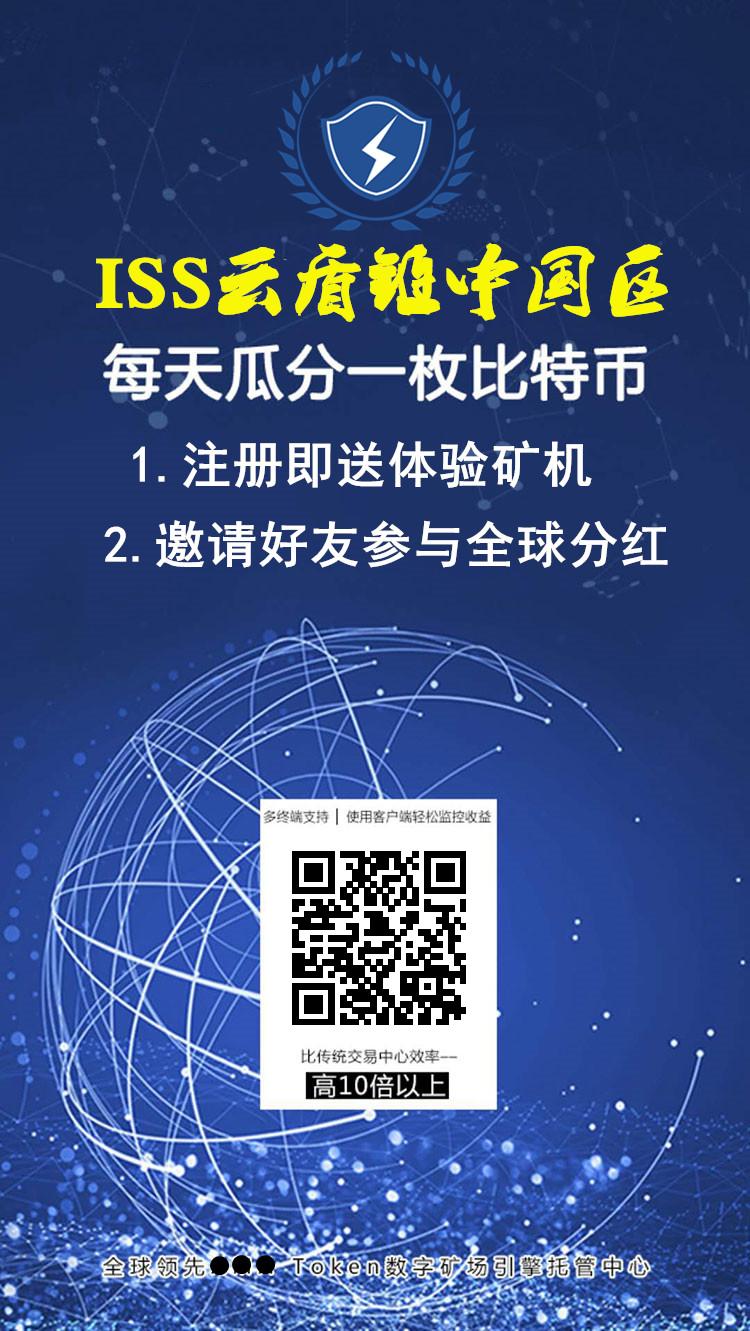 ISS云盾链中国区
每天瓜分一枚比特币
1.注册即送体验矿机
2.邀请好友参与全球分红
多终端支持 | 使用客户端轻松监控收益
比传统交易中心效率——
高10倍以上
全球领先●●● Token数字矿场引擎托管中心